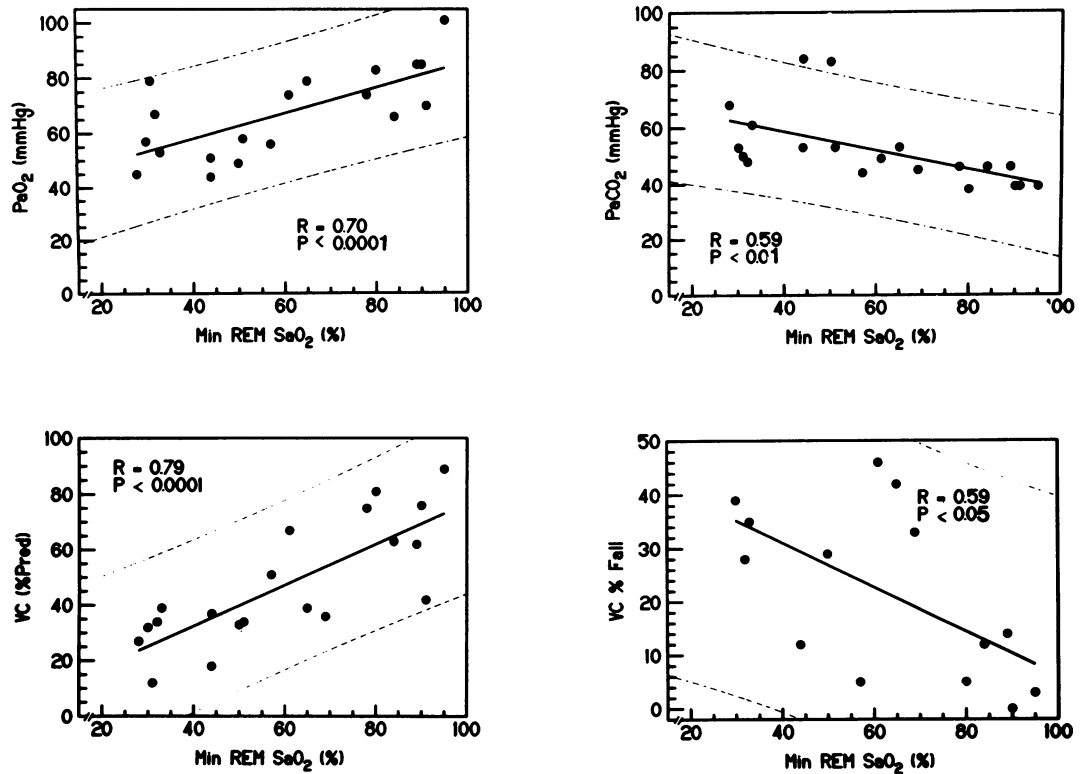 100
80
60
40
20
0
PaO2 (mmHg)
R = 0.70
P < 0.0001
20 40 60 80 100
Min REM SaO2 (%)
100
80
60
40
20
0
PaCO2 (mmHg)
R = 0.59
P < 0.01
20 40 60 80 100
Min REM SaO2 (%)
100
80
60
40
20
0
VC (%Pred)
R = 0.79
P < 0.0001
20 40 60 80 100
Min REM SaO2 (%)
50
40
30
20
10
0
VC % Fall
R = 0.59
P < 0.05
20 40 60 80 100
Min REM SaO2 (%)